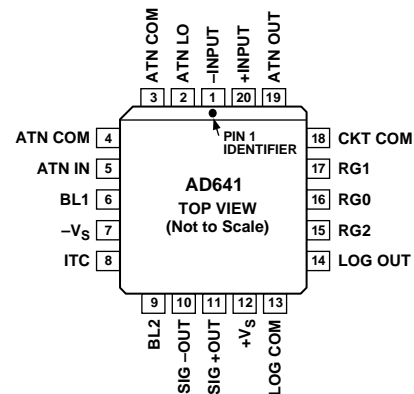 ATN COM
ATN LO
–INPUT
+INPUT
ATN OUT
3 2 1 20 19
PIN 1
IDENTIFIER
ATN COM 4
ATN IN 5
BL1 6
–VS 7
ITC 8
18 CKT COM
17 RG1
16 RG0
15 RG2
14 LOG OUT
AD641
TOP VIEW
(Not to Scale)
9 10 11 12 13
BL2
SIG –OUT
SIG +OUT
+VS
LOG COM